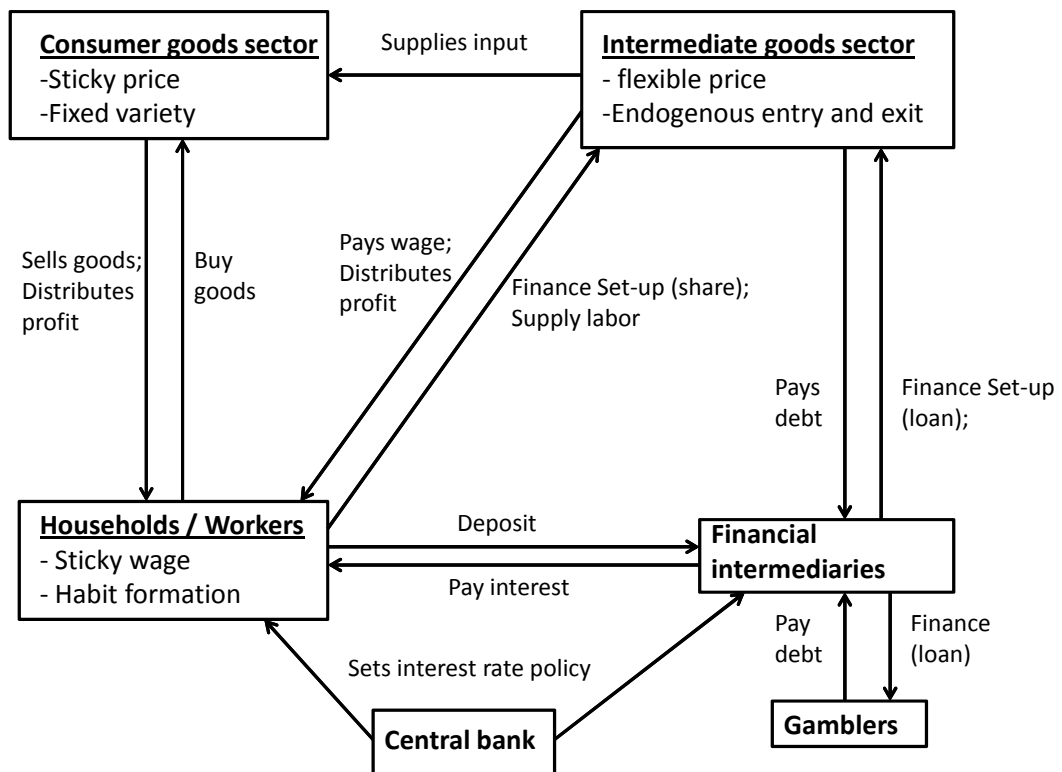 Consumer goods sector
-Sticky price
-Fixed variety
Supplies input
Intermediate goods sector
- flexible price
-Endogenous entry and exit
Sells goods;
Distributes
profit
Buy
goods
Pays wage;
Distributes
profit
Finance Set-up (share);
Supply labor
Pays
debt
Finance Set-up
(loan);
Households / Workers
- Sticky wage
- Habit formation
Deposit
Pay interest
Financial
intermediaries
Sets interest rate policy
Pay
debt
Finance
(loan)
Central bank
Gamblers